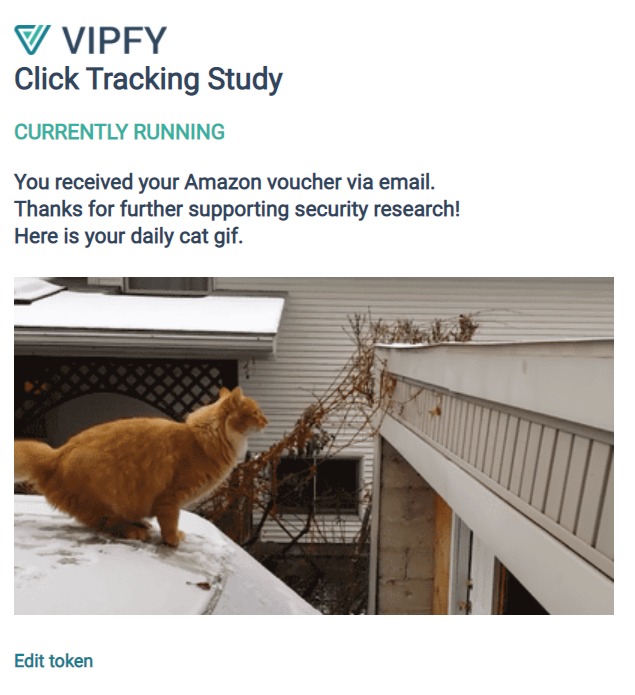 VIPFY
Click Tracking Study
CURRENTLY RUNNING
You received your Amazon voucher via email.
Thanks for further supporting security research!
Here is your daily cat gif.
Edit token